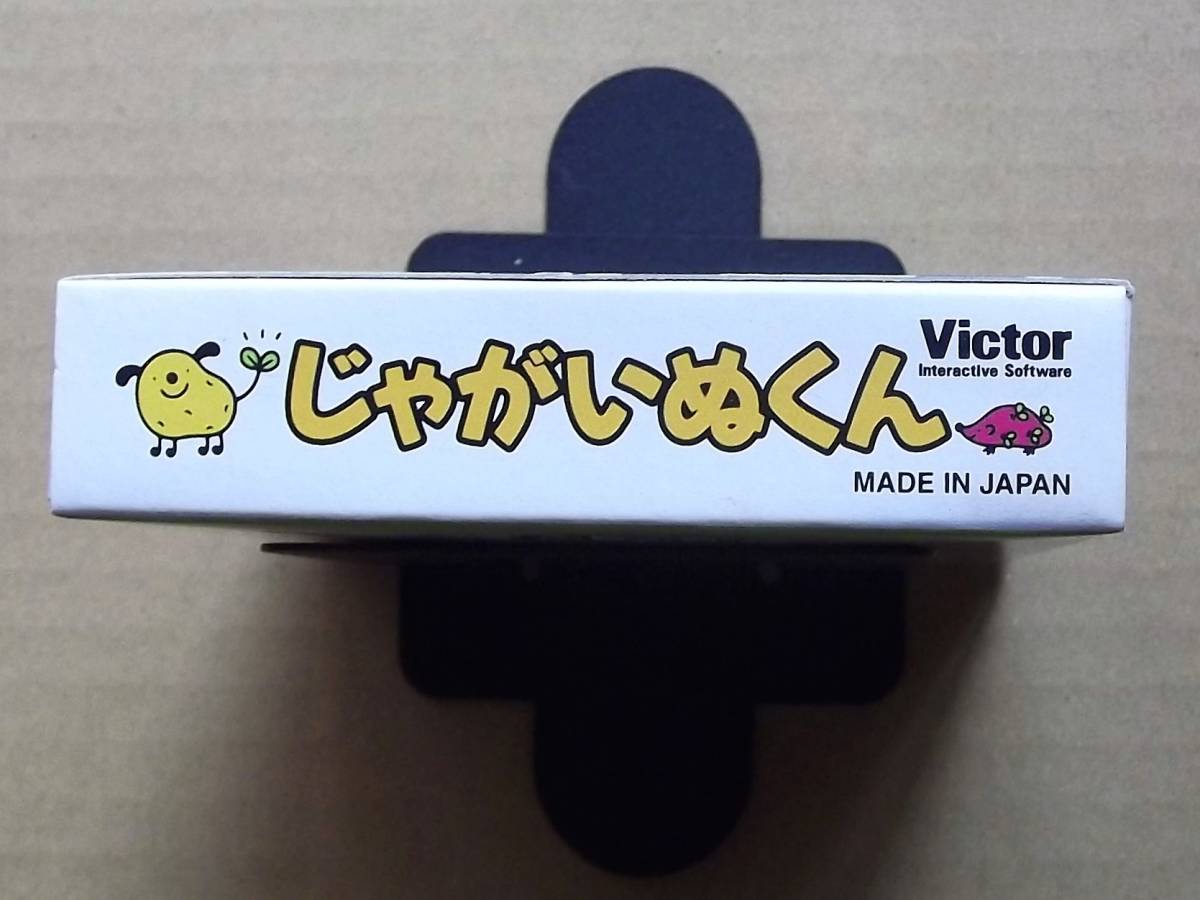 じゃがいぬくん
Victor
Interactive Software
MADE IN JAPAN